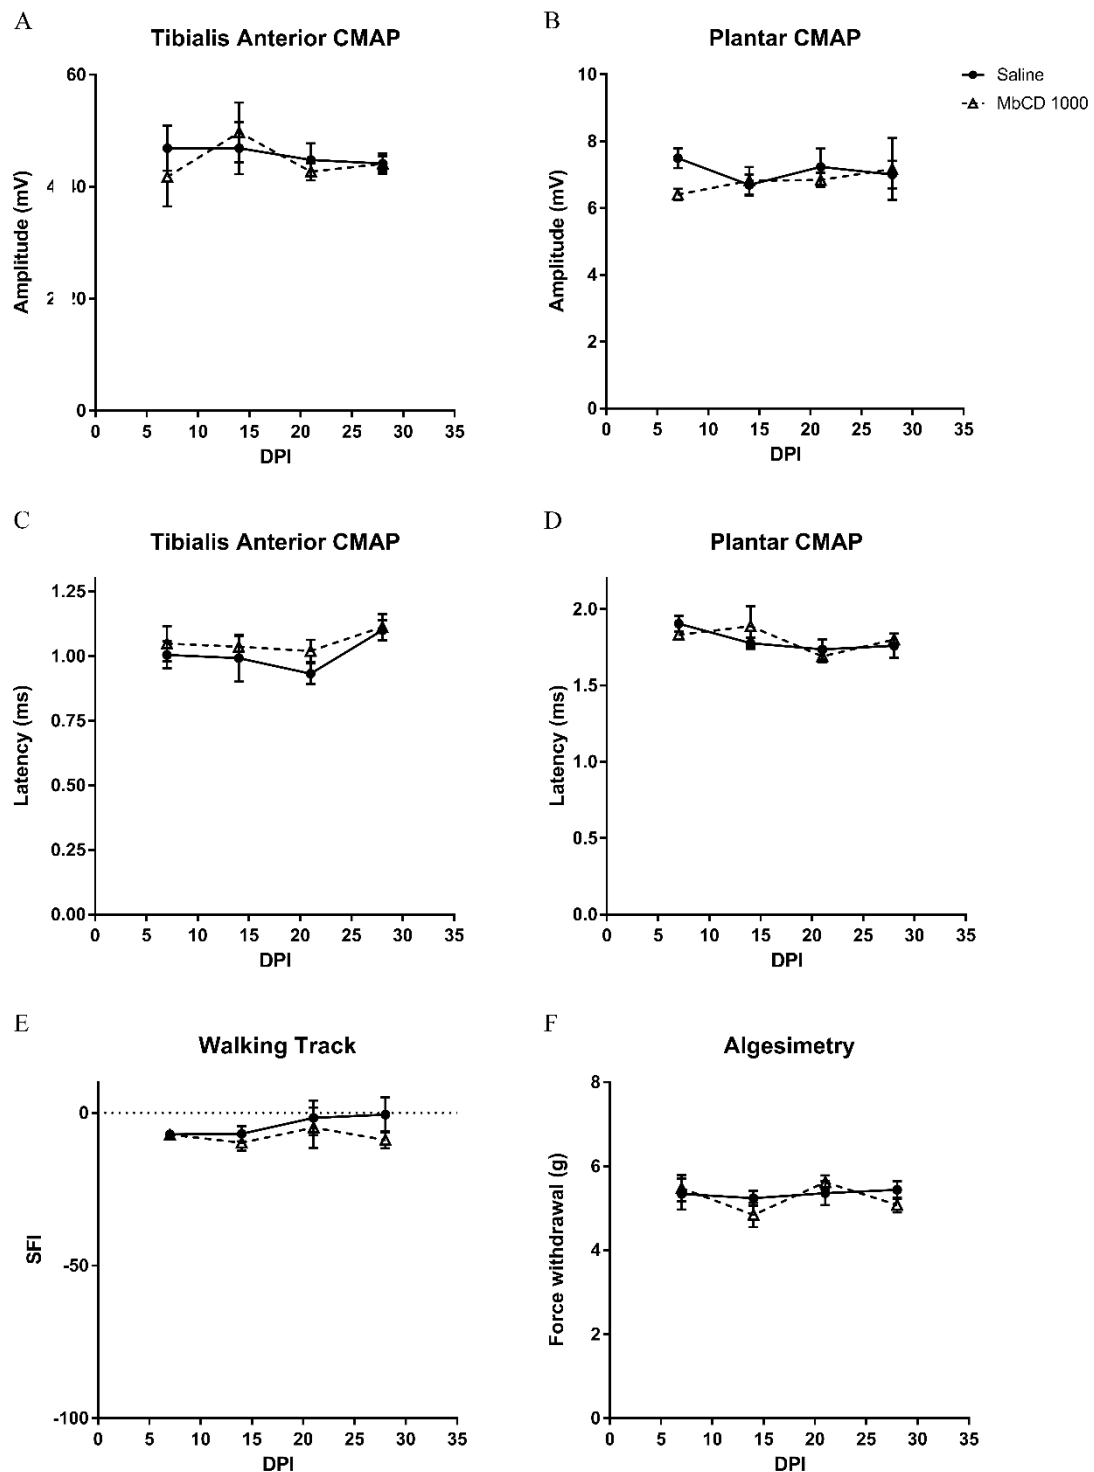 A
Tibialis Anterior CMAP
60
4 40
2 20
0
Amplitude (mV)
0 5 10 15 20 25 30 35
DPI
B
Plantar CMAP
10
8
6
4
2
0
Amplitude (mV)
0 5 10 15 20 25 30 35
DPI
Saline
MbCD 1000
C
Tibialis Anterior CMAP
1.25
1.00
0.75
0.50
0.25
0.00
Latency (ms)
0 5 10 15 20 25 30 35
DPI
D
Plantar CMAP
2.0
1.5
1.0
0.5
0.0
Latency (ms)
0 5 10 15 20 25 30 35
DPI
E
Walking Track
0
-50
-100
SFI
0 5 10 15 20 25 30 35
DPI
F
Algesimetry
8
6
4
2
0
Force withdrawal (g)
0 5 10 15 20 25 30 35
DPI